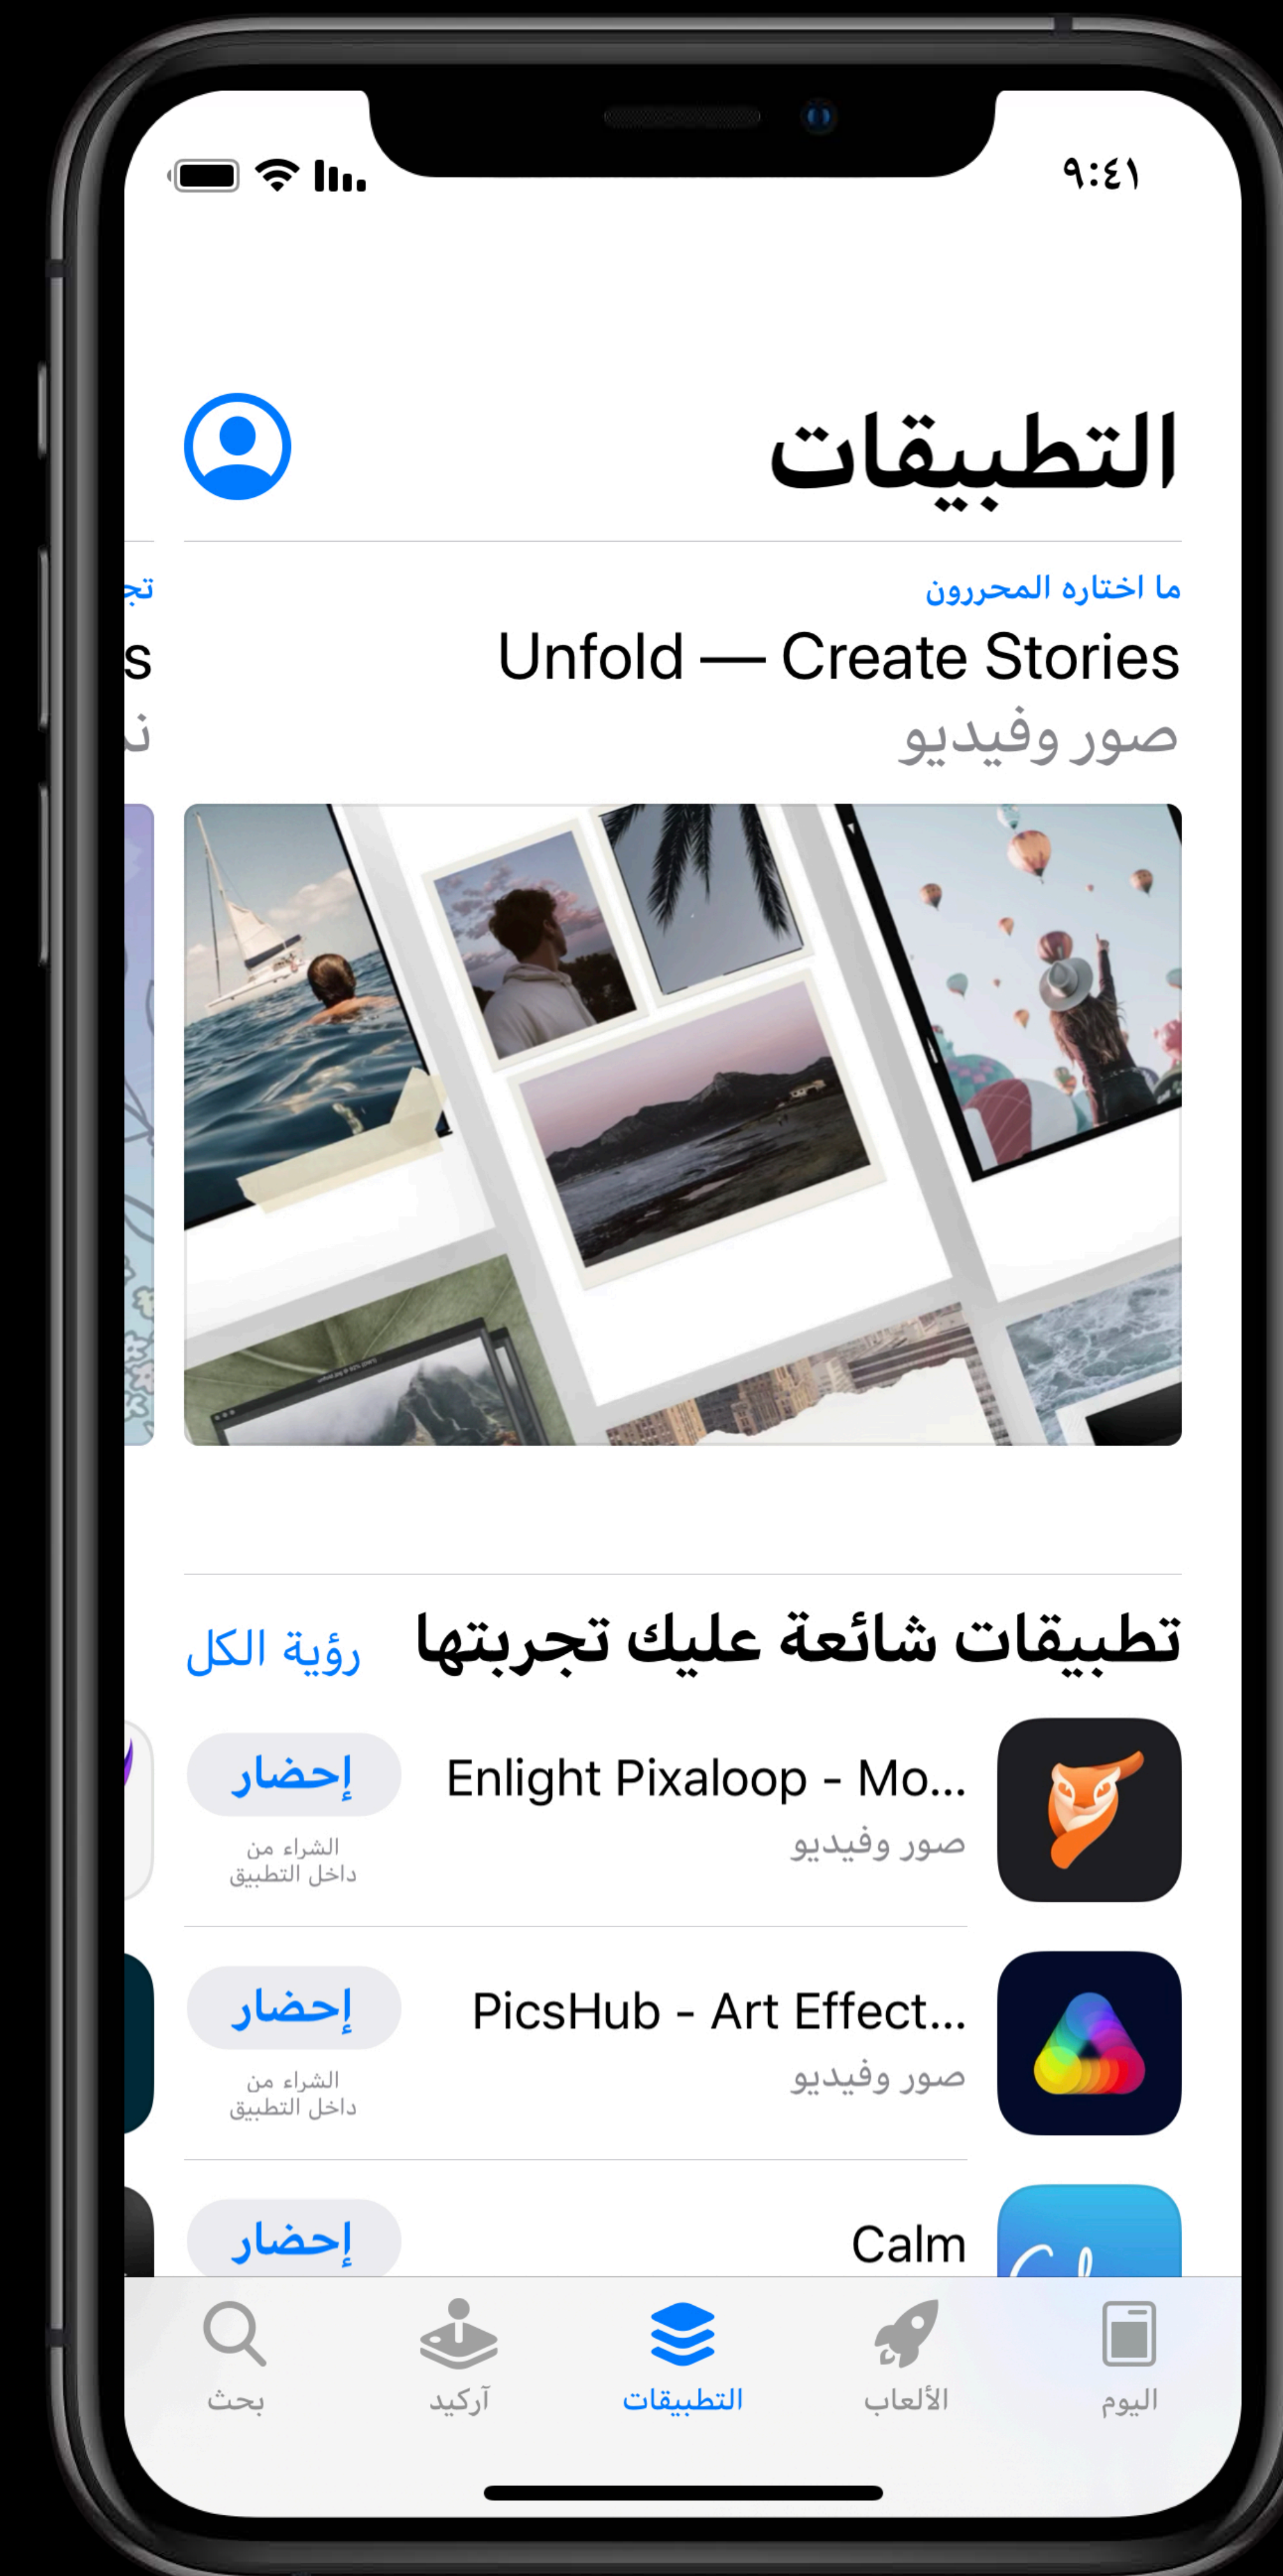 ٩:٤١
التطبيقات
ما اختاره المحررون
Unfold — Create Stories
صور وفيديو
تطبيقات شائعة عليك تجربتها
رؤية الكل
Enlight Pixaloop - Mo...
صور وفيديو
إحضار
الشراء من
داخل التطبيق
PicsHub - Art Effect...
صور وفيديو
إحضار
الشراء من
داخل التطبيق
Calm
إحضار
اليوم
الألعاب
التطبيقات
آركيد
بحث